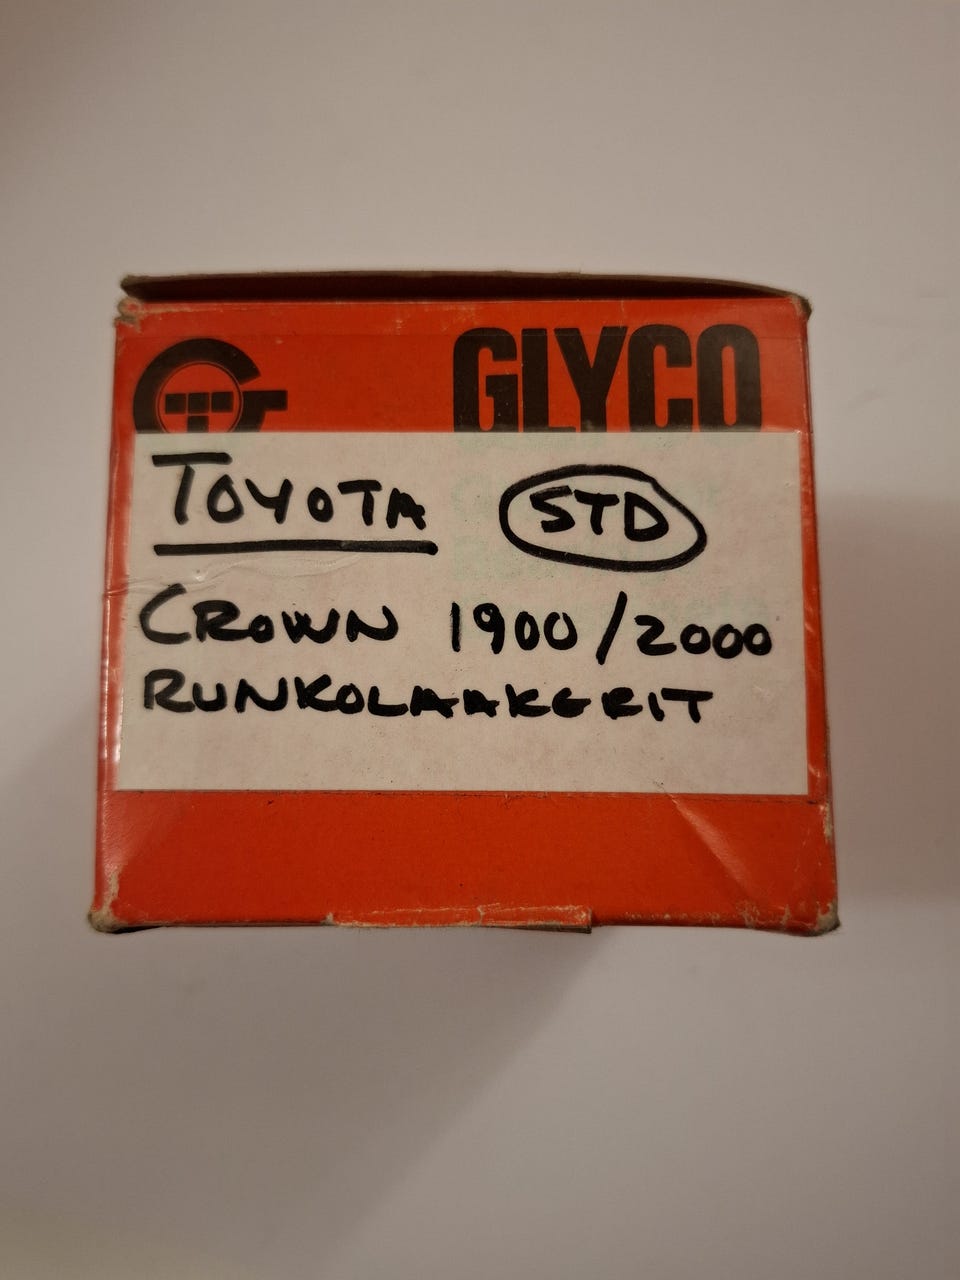 GLYCO
TOYOTA STD
CROWN 1900/2000
RUNKOLAAKERIT